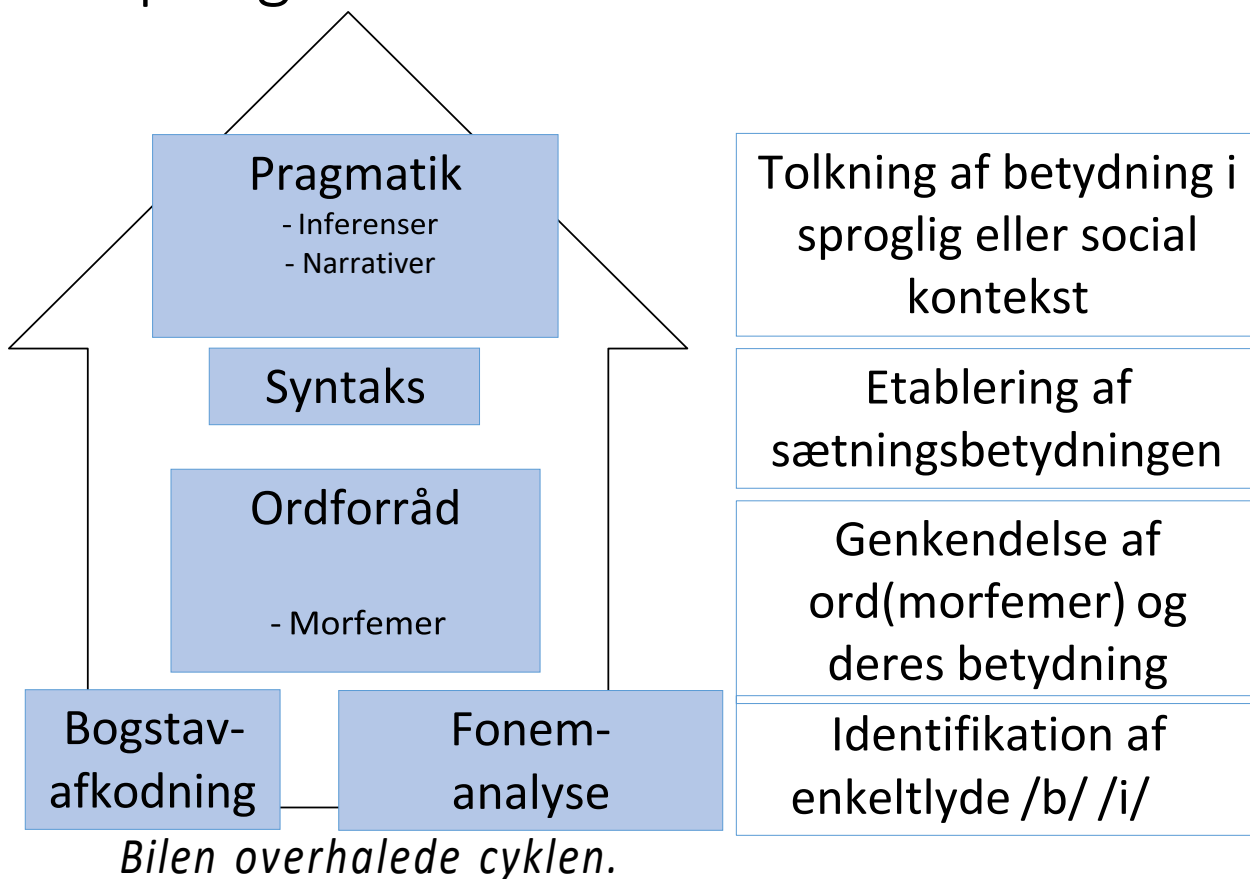 Pragmatik
- Inferenser
- Narrativer
Tolkning af betydning i
sproglig eller social
kontekst
Syntaks
Etablering af
sætningsbetydningen
Ordforråd
- Morfemer
Genkendelse af
ord(morfemer) og
deres betydning
Bogstav-
afkodning
Fonem-
analyse
Identifikation af
enkeltlyde /b/ /i/
Bilen overhalede cyklen.